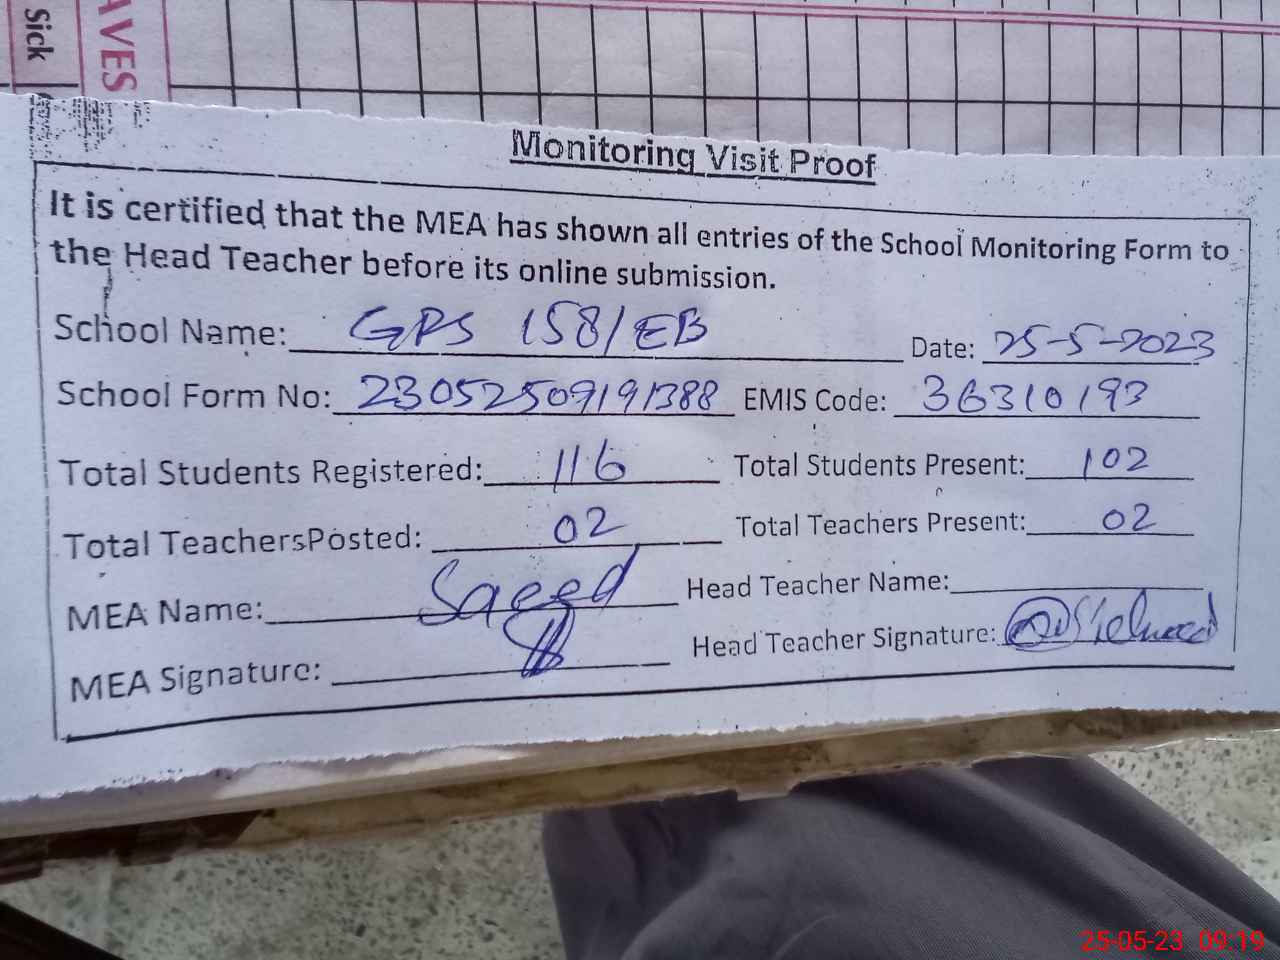 Sick
AVES
Monitoring Visit Proof
It is certified that the MEA has shown all entries of the School Monitoring Form to
the Head Teacher before its online submission.
School Name: GPS 158/EB Date: 25-5-2023
School Form No: 23052509191388 EMIS Code: 36310193
Total Students Registered: 116 Total Students Present: 102
Total TeachersPosted: 02 Total Teachers Present: 02
MEA Name: Saeed Head Teacher Name:
MEA Signature: Head Teacher Signature:
25-05-23 09:19